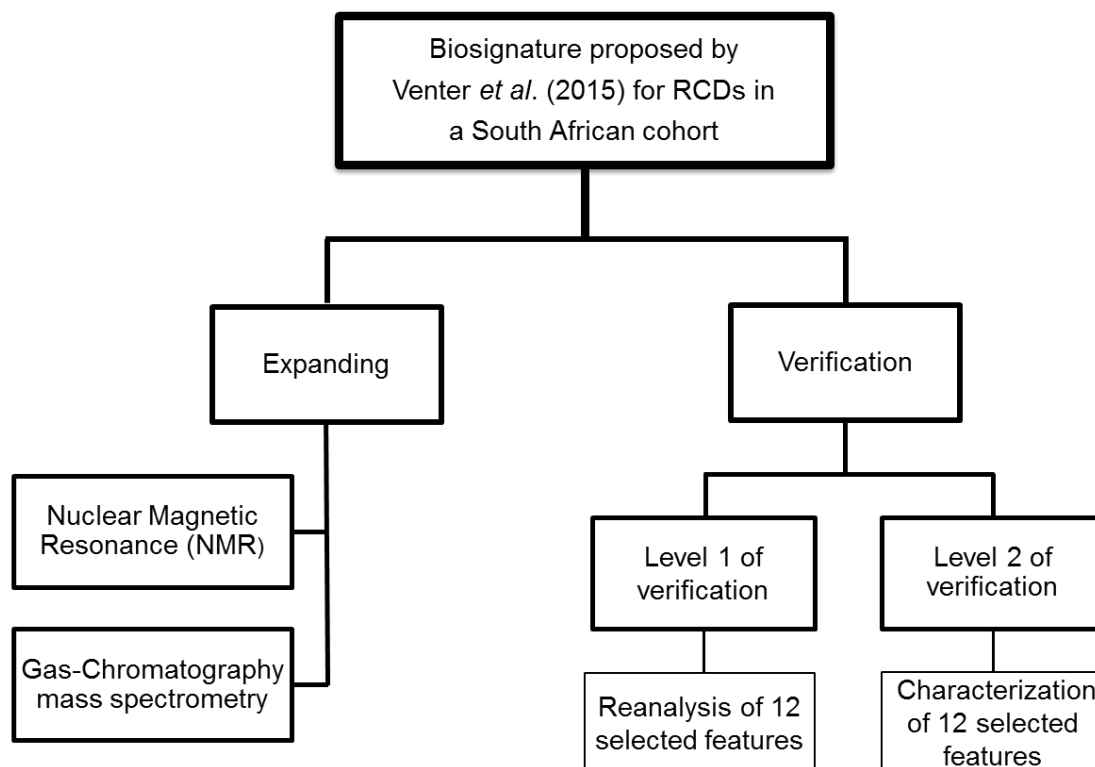 Biosignature proposed by
Venter et al. (2015) for RCDs in
a South African cohort
Expanding
Verification
Nuclear Magnetic
Resonance (NMR)
Gas-Chromatography
mass spectrometry
Level 1 of
verification
Level 2 of
verification
Reanalysis of 12
selected features
Characterization
of 12 selected
features